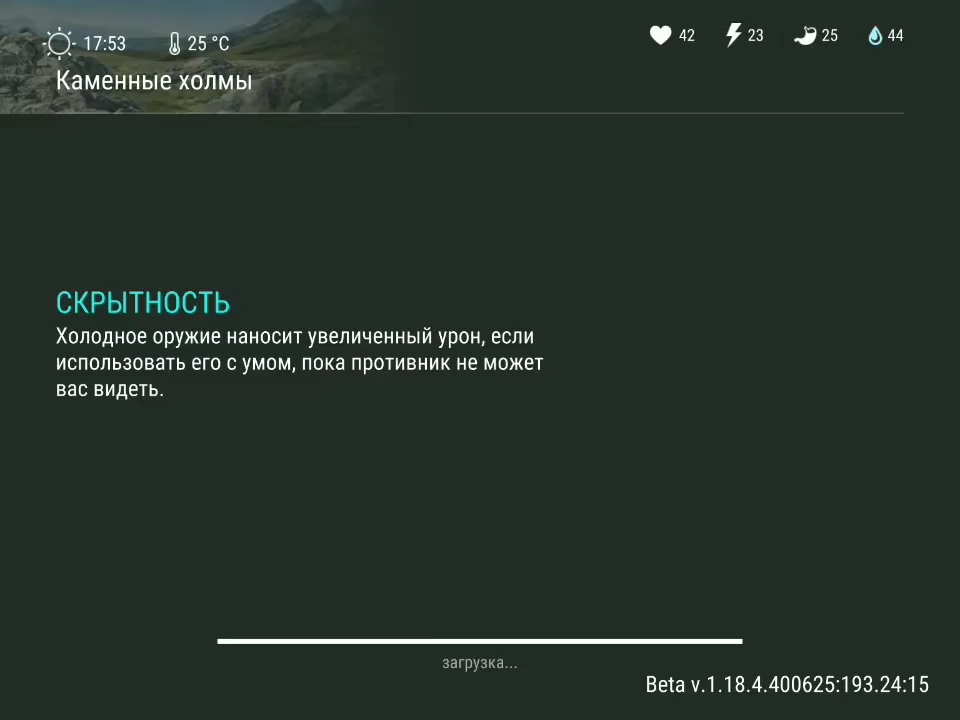 17:53 25 °C 42 23 25 44
Каменные холмы
СКРЫТНОСТЬ
Холодное оружие наносит увеличенный урон, если
использовать его с умом, пока противник не может
вас видеть.
загрузка...
Beta v.1.18.4.400625:193.24:15